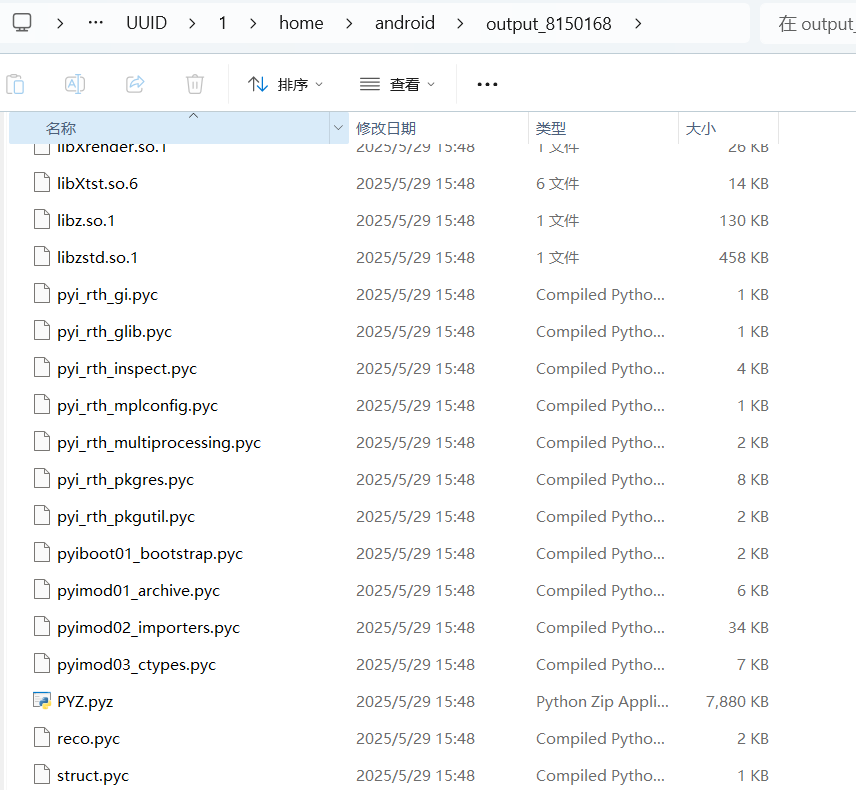 UUID 1 home android output_8150168 在 output_
排序 查看
名称 修改日期 类型 大小
libXrender.so.1 2025/5/29 15:48 1 文件 26 KB
libXtst.so.6 2025/5/29 15:48 6 文件 14 KB
libz.so.1 2025/5/29 15:48 1 文件 130 KB
libzstd.so.1 2025/5/29 15:48 1 文件 458 KB
pyi_rth_gi.pyc 2025/5/29 15:48 Compiled Pytho... 1 KB
pyi_rth_glib.pyc 2025/5/29 15:48 Compiled Pytho... 1 KB
pyi_rth_inspect.pyc 2025/5/29 15:48 Compiled Pytho... 4 KB
pyi_rth_mplconfig.pyc 2025/5/29 15:48 Compiled Pytho... 1 KB
pyi_rth_multiprocessing.pyc 2025/5/29 15:48 Compiled Pytho... 2 KB
pyi_rth_pkgres.pyc 2025/5/29 15:48 Compiled Pytho... 8 KB
pyi_rth_pkgutil.pyc 2025/5/29 15:48 Compiled Pytho... 2 KB
pyiboot01_bootstrap.pyc 2025/5/29 15:48 Compiled Pytho... 2 KB
pyimod01_archive.pyc 2025/5/29 15:48 Compiled Pytho... 6 KB
pyimod02_importers.pyc 2025/5/29 15:48 Compiled Pytho... 34 KB
pyimod03_ctypes.pyc 2025/5/29 15:48 Compiled Pytho... 7 KB
PYZ.pyz 2025/5/29 15:48 Python Zip Appli... 7,880 KB
reco.pyc 2025/5/29 15:48 Compiled Pytho... 2 KB
struct.pyc 2025/5/29 15:48 Compiled Pytho... 1 KB